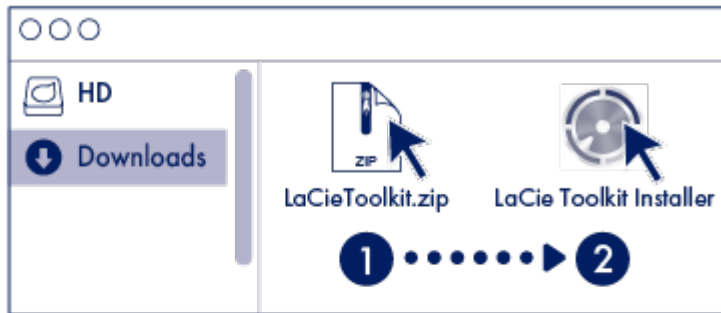 HD
Downloads
ZIP
LaCieToolkit.zip
LaCie Toolkit Installer
1
2